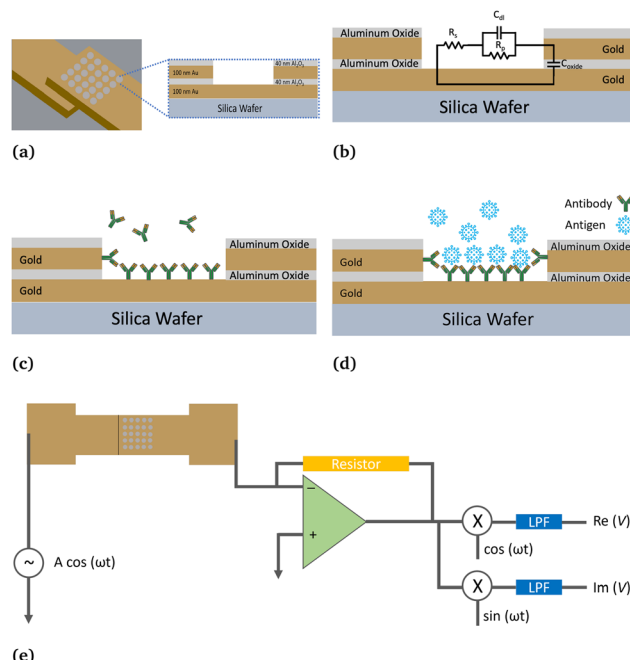 40 nm Al₂O₃
100 nm Au
40 nm Al₂O₃
100 nm Au
Silica Wafer
(a)
Aluminum Oxide
Cdl
Rs
Rp
Gold
Aluminum Oxide
Coxide
Gold
Silica Wafer
(b)
Aluminum Oxide
Gold
Aluminum Oxide
Gold
Silica Wafer
(c)
Antibody
Antigen
Aluminum Oxide
Gold
Aluminum Oxide
Gold
Silica Wafer
(d)
Resistor
−
+
~
A cos (ωt)
X
LPF
Re (V)
cos (ωt)
X
LPF
Im (V)
sin (ωt)
(e)